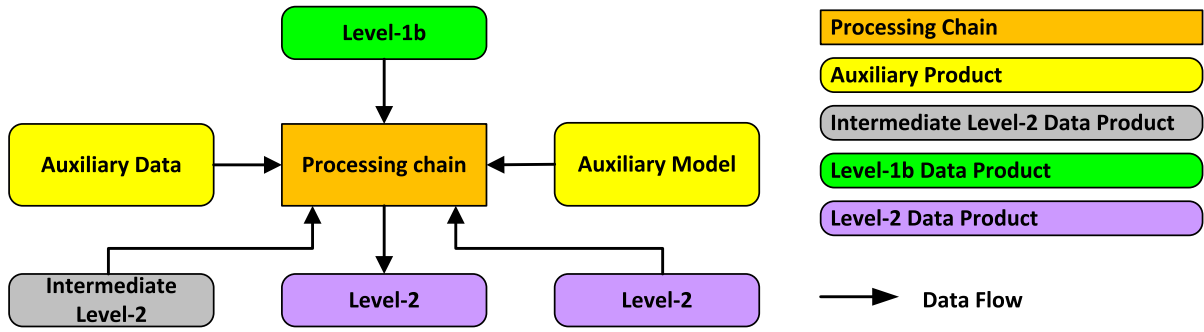 Level-1b
Auxiliary Data
Processing chain
Auxiliary Model
Intermediate
Level-2
Level-2
Level-2
Processing Chain
Auxiliary Product
Intermediate Level-2 Data Product
Level-1b Data Product
Level-2 Data Product
Data Flow